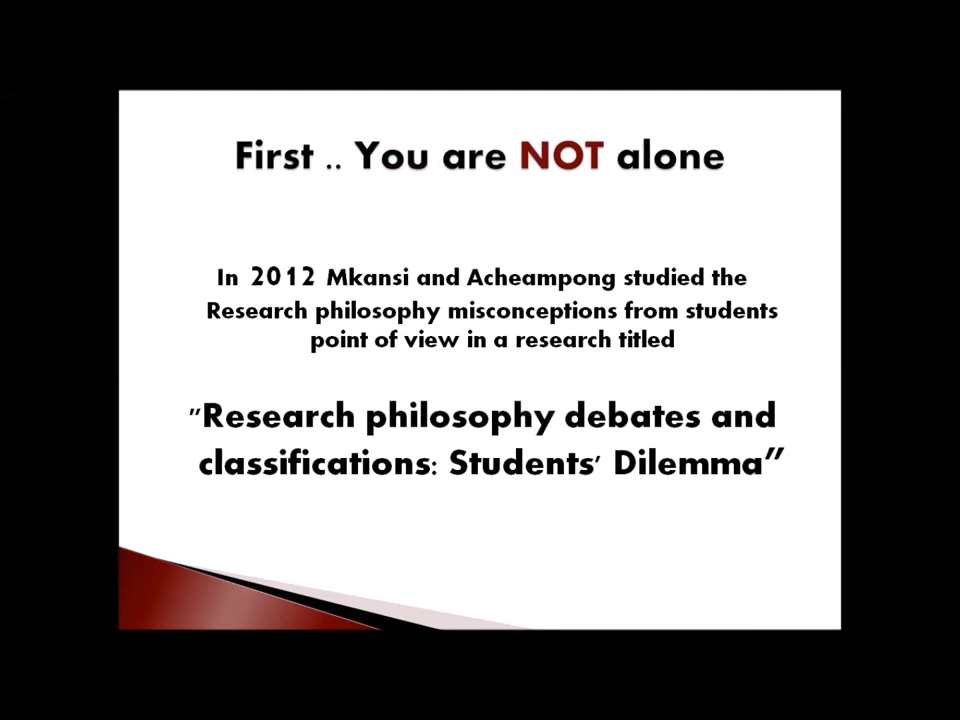 First .. You are NOT alone
In 2012 Mkansi and Acheampong studied the
Research philosophy misconceptions from students
point of view in a research titled
"Research philosophy debates and
classifications: Students' Dilemma"